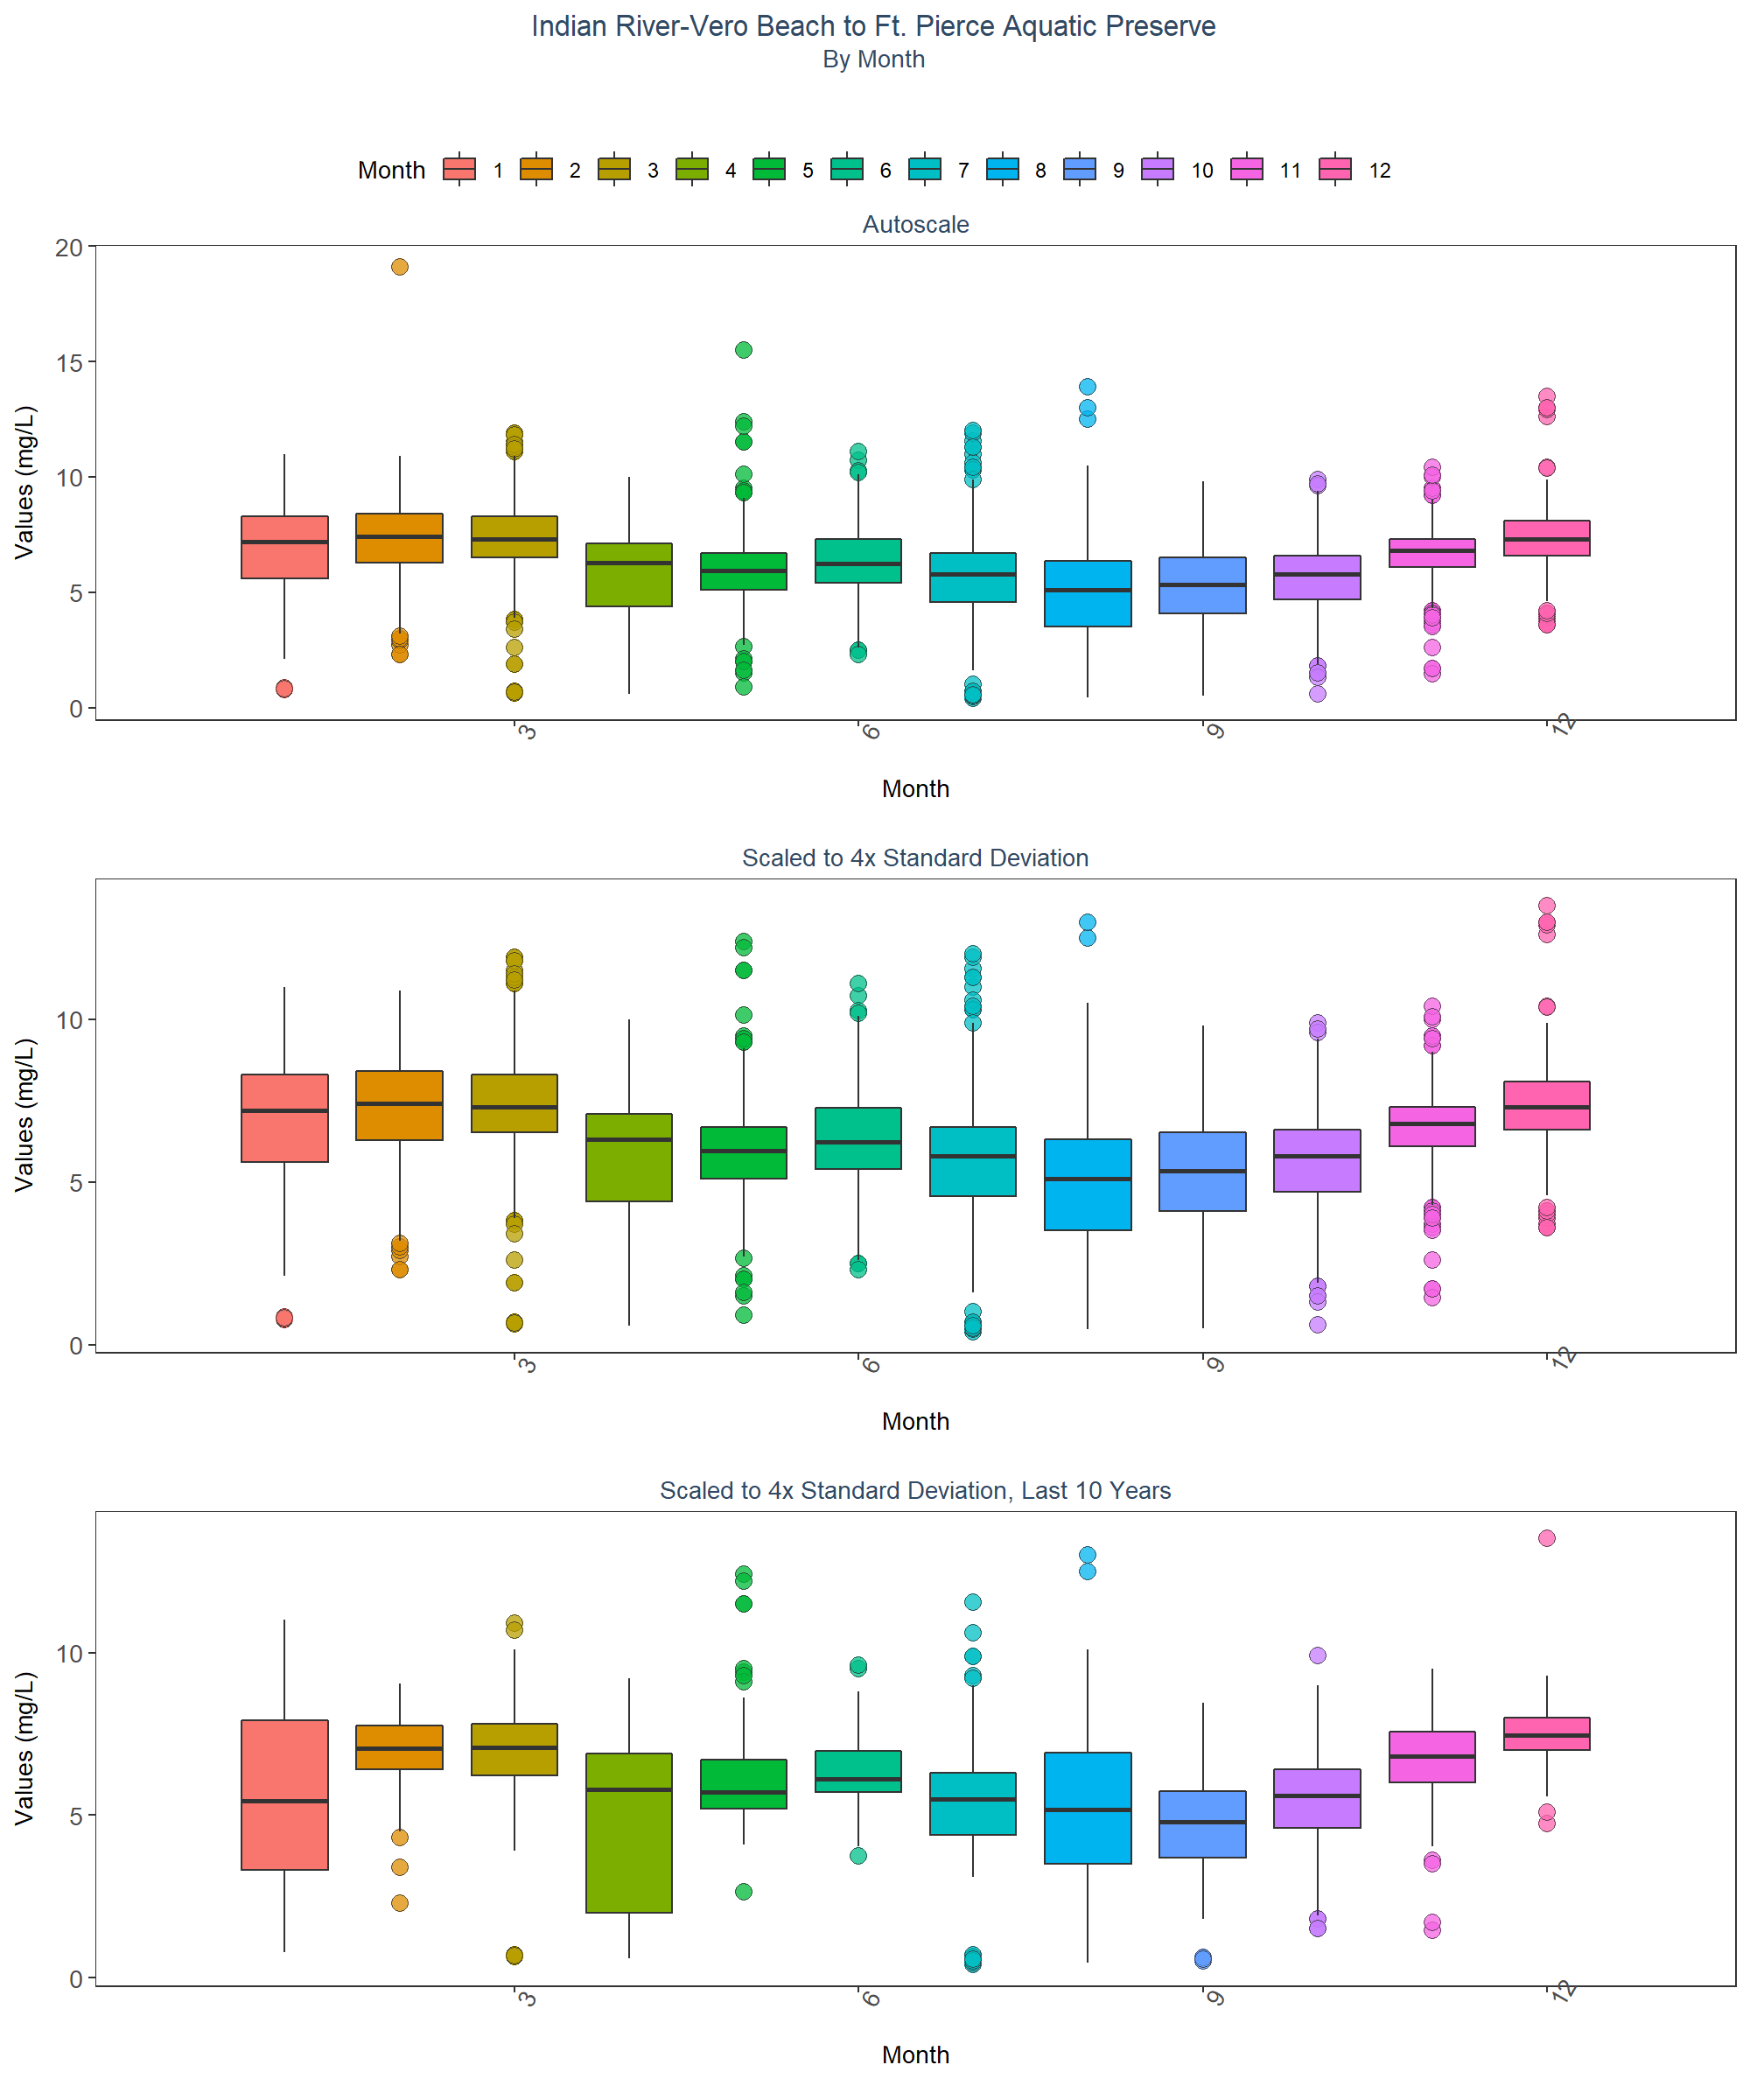 Indian River-Vero Beach to Ft. Pierce Aquatic Preserve
By Month
Month 1 2 3 4 5 6 7 8 9 10 11 12
Autoscale
Values (mg/L)
20
15
10
5
0
3 6 9 12
Month
Scaled to 4x Standard Deviation
Values (mg/L)
10
5
0
3 6 9 12
Month
Scaled to 4x Standard Deviation, Last 10 Years
Values (mg/L)
10
5
0
3 6 9 12
Month